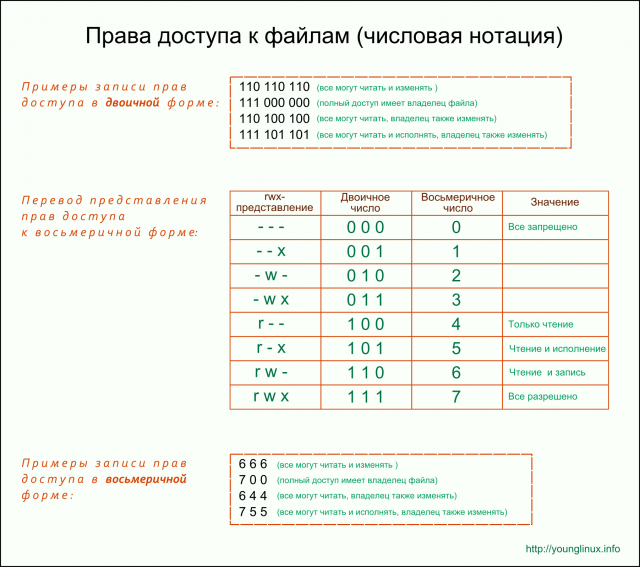 Права доступа к файлам (числовая нотация)
Примеры записи прав
доступа в двоичной форме:
110 110 110 (все могут читать и изменять )
111 000 000 (полный доступ имеет владелец файла)
110 100 100 (все могут читать, владелец также изменять)
111 101 101 (все могут читать и исполнять, владелец также изменять)
Перевод представления
прав доступа
к восьмеричной форме:
rwx-представление Двоичное число Восьмеричное число Значение
- - - 0 0 0 0 Все запрещено
- - x 0 0 1 1
- w - 0 1 0 2
- w x 0 1 1 3
r - - 1 0 0 4 Только чтение
r - x 1 0 1 5 Чтение и исполнение
r w - 1 1 0 6 Чтение и запись
r w x 1 1 1 7 Все разрешено
Примеры записи прав
доступа в восьмеричной
форме:
6 6 6 (все могут читать и изменять )
7 0 0 (полный доступ имеет владелец файла)
6 4 4 (все могут читать, владелец также изменять)
7 5 5 (все могут читать и исполнять, владелец также изменять)
http://younglinux.info